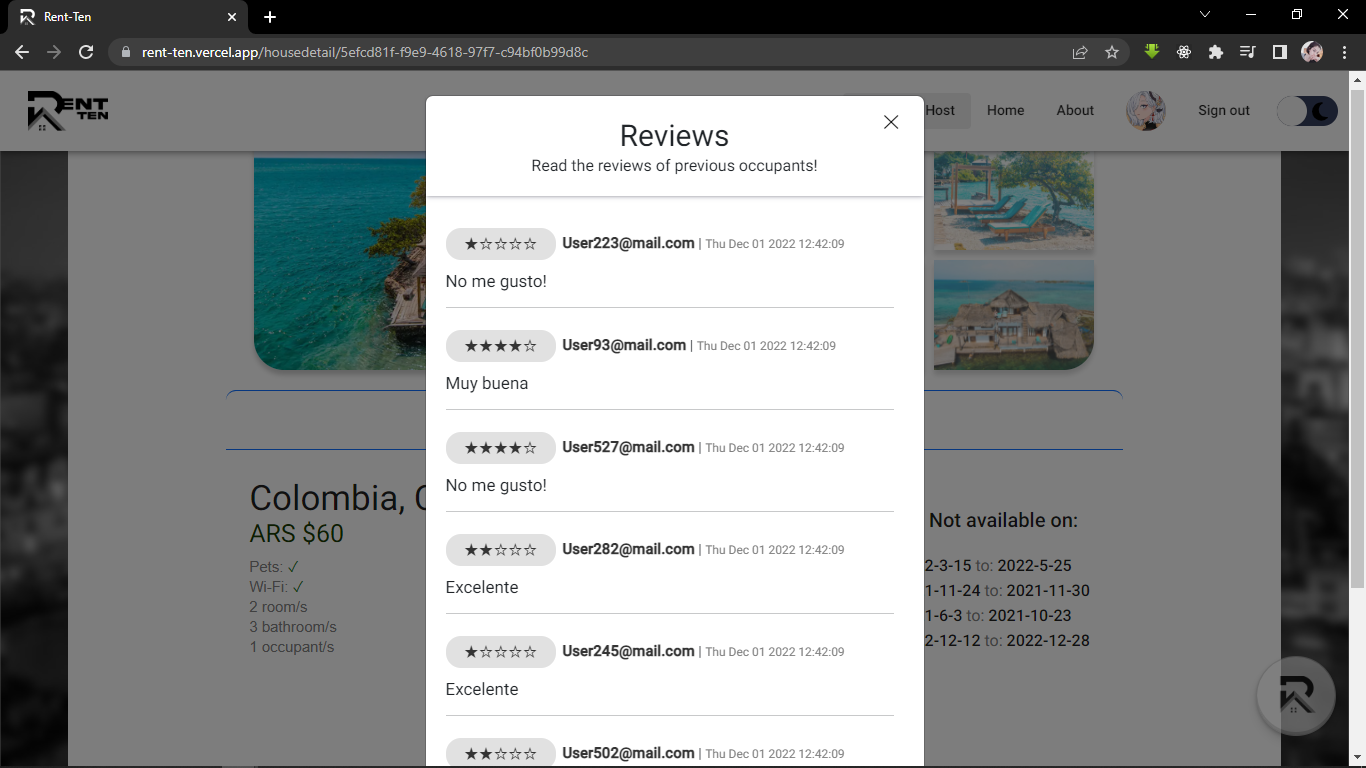 Rent-Ten
rent-ten.vercel.app/housedetail/5efcd81f-f9e9-4618-97f7-c94bf0b99d8c
RENT TEN
Host Home About Sign out
Reviews
Read the reviews of previous occupants!
★☆☆☆☆ User223@mail.com | Thu Dec 01 2022 12:42:09
No me gusto!
★★★★☆ User93@mail.com | Thu Dec 01 2022 12:42:09
Muy buena
★★★★☆ User527@mail.com | Thu Dec 01 2022 12:42:09
No me gusto!
★★☆☆☆ User282@mail.com | Thu Dec 01 2022 12:42:09
Excelente
★☆☆☆☆ User245@mail.com | Thu Dec 01 2022 12:42:09
Excelente
★★☆☆☆ User502@mail.com | Thu Dec 01 2022 12:42:09
Colombia,
ARS $60
Pets: ✓
Wi-Fi: ✓
2 room/s
3 bathroom/s
1 occupant/s
Not available on:
2-3-15 to: 2022-5-25
1-11-24 to: 2021-11-30
1-6-3 to: 2021-10-23
2-12-12 to: 2022-12-28